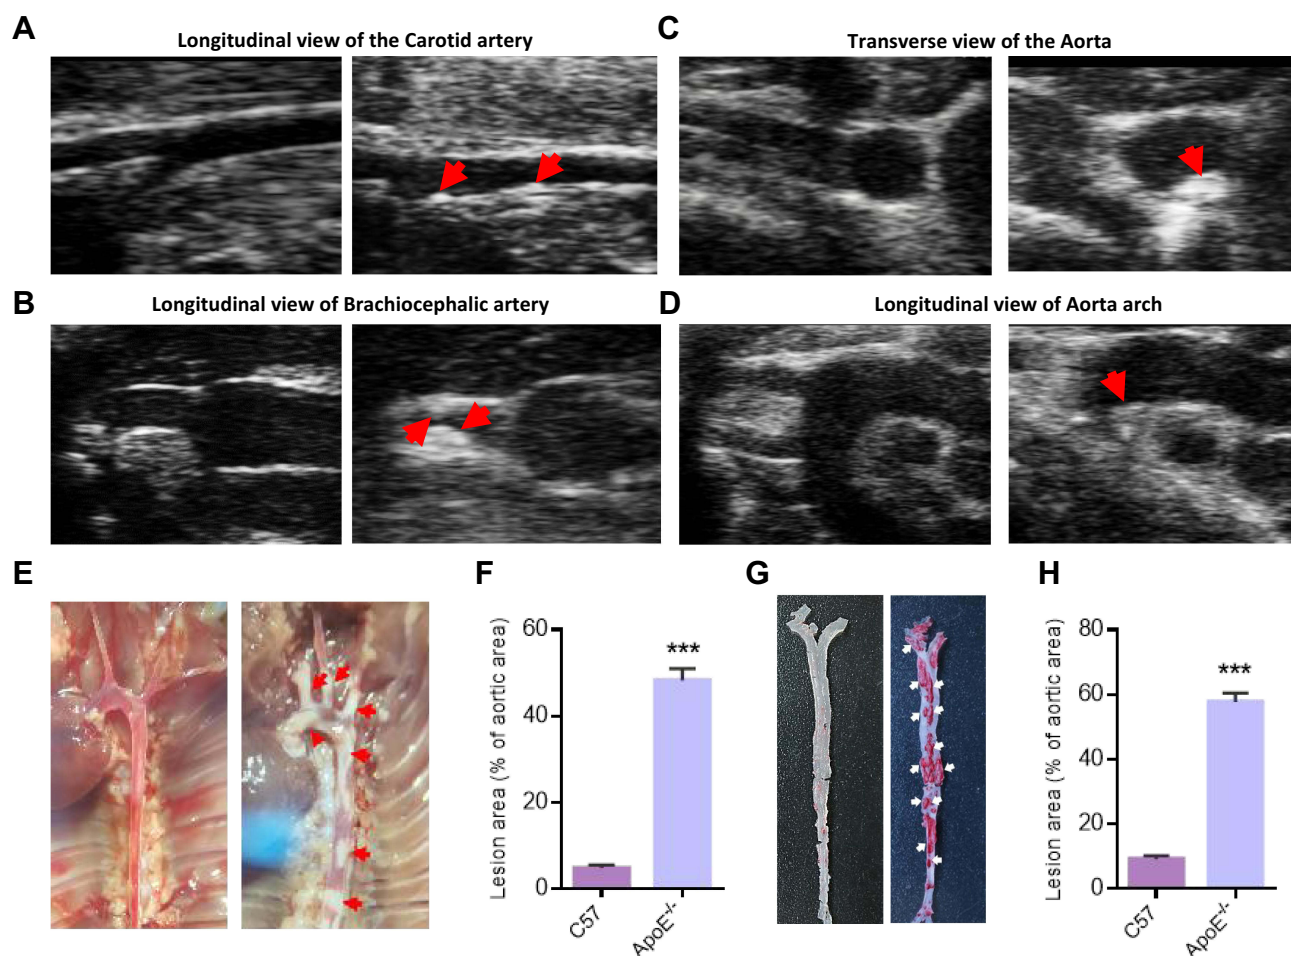 A
Longitudinal view of the Carotid artery
C
Transverse view of the Aorta
B
Longitudinal view of Brachiocephalic artery
D
Longitudinal view of Aorta arch
E
F
Lesion area (% of aortic area)
60
40
20
0
***
C57
ApoE-/-
G
H
Lesion area (% of aortic area)
80
60
40
20
0
***
C57
ApoE-/-